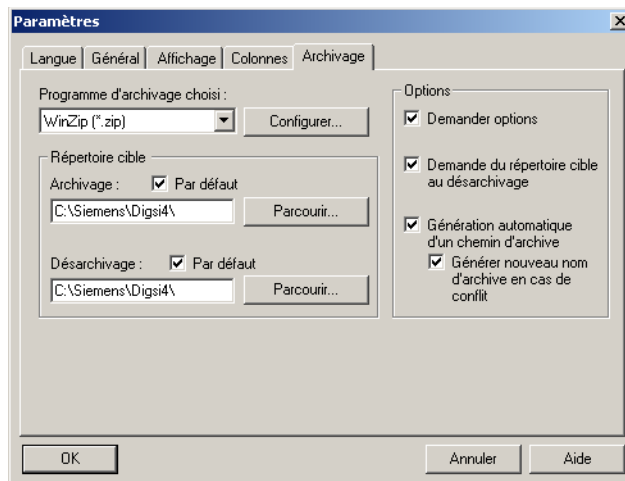 Paramètres
Langue
Général
Affichage
Colonnes
Archivage
Programme d'archivage choisi :
WinZip (*.zip)
Configurer...
Répertoire cible
Archivage :
Par défaut
C:\Siemens\Digsi4\
Parcourir...
Désarchivage :
Par défaut
C:\Siemens\Digsi4\
Parcourir...
Options
Demander options
Demande du répertoire cible
au désarchivage
Génération automatique
d'un chemin d'archive
Générer nouveau nom
d'archive en cas de
conflit
OK
Annuler
Aide